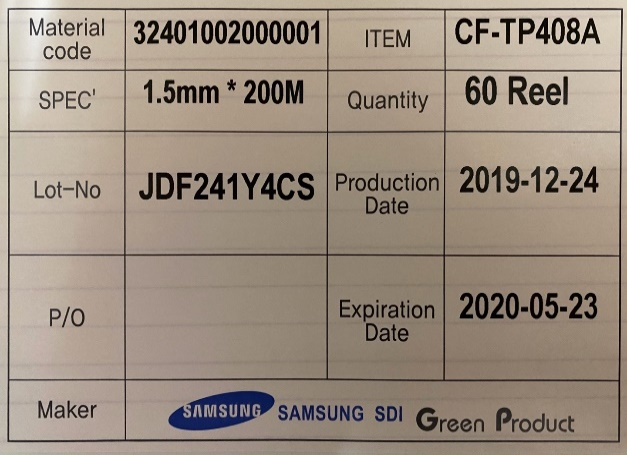 Material code 32401002000001 ITEM CF-TP408A
SPEC' 1.5mm * 200M Quantity 60 Reel
Lot-No JDF241Y4CS Production Date 2019-12-24
P/O Expiration Date 2020-05-23
Maker SAMSUNG SAMSUNG SDI Green Product